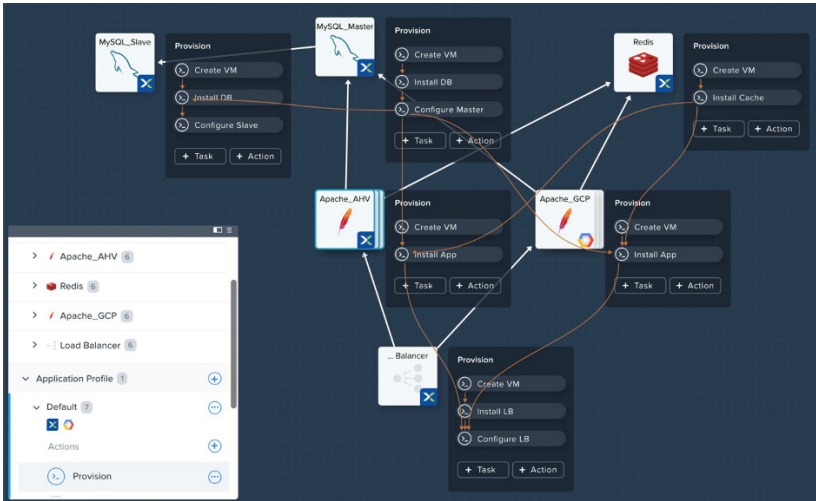 MySQL_Slave
Provision
Create VM
Install DB
Configure Slave
+ Task
+ Action
MySQL_Master
Provision
Create VM
Install DB
Configure Master
+ Task
+ Action
Redis
Provision
Create VM
Install Cache
+ Task
+ Action
Apache_AHV
Provision
Create VM
Install App
+ Task
+ Action
Apache_GCP
Provision
Create VM
Install App
+ Task
+ Action
... Balancer
Provision
Create VM
Install LB
Configure LB
+ Task
+ Action
Apache_AHV 6
Redis 6
Apache_GCP 6
Load Balancer 6
Application Profile 1
Default 7
Actions
Provision